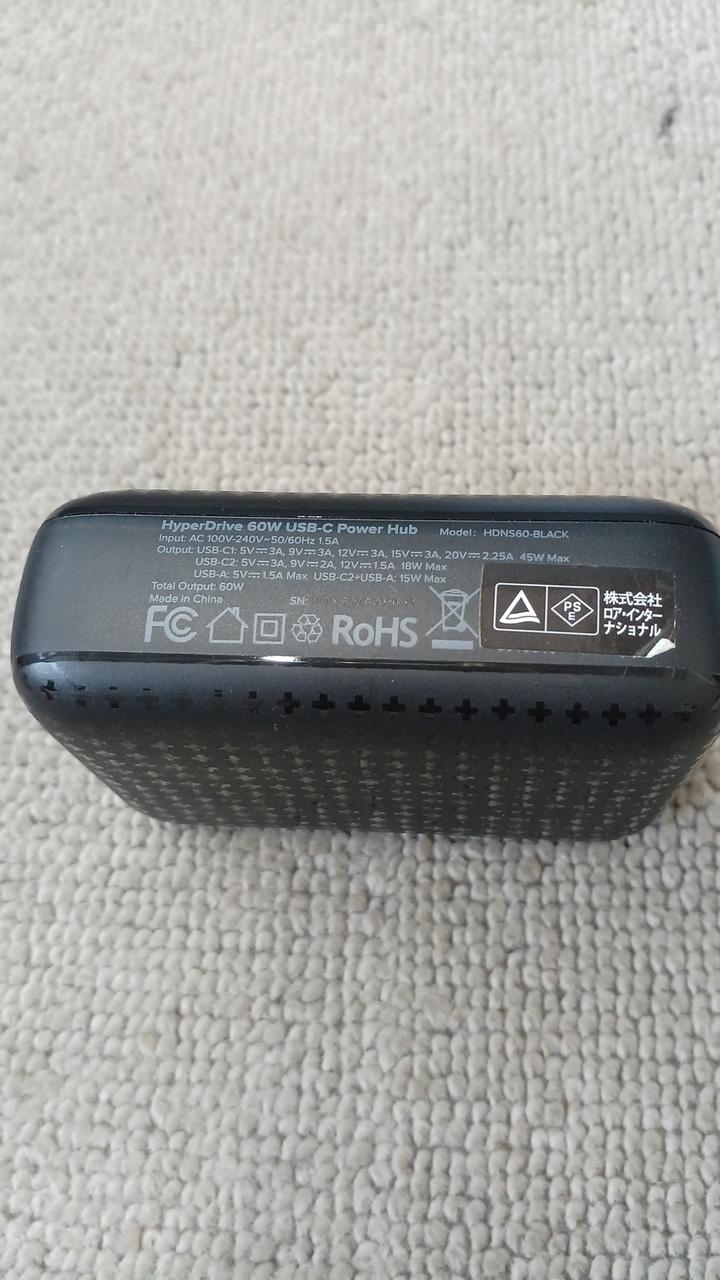 HyperDrive 60W USB-C Power Hub Model: HDNS60-BLACK
Input: AC 100V-240V~50/60Hz 1.5A
Output: USB-C1: 5V⎓3A, 9V⎓3A, 12V⎓3A, 15V⎓3A, 20V⎓2.25A 45W Max
USB-C2: 5V⎓3A, 9V⎓2A, 12V⎓1.5A 18W Max
USB-A: 5V⎓1.5A Max USB-C2+USB-A: 15W Max
Total Output: 60W
Made in China SN:
FC RoHS
PS
E
株式会社
ロア・インター
ナショナル